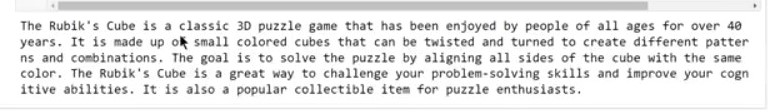 The Rubik's Cube is a classic 3D puzzle game that has been enjoyed by people of all ages for over 40
years. It is made up of small colored cubes that can be twisted and turned to create different patter
ns and combinations. The goal is to solve the puzzle by aligning all sides of the cube with the same
color. The Rubik's Cube is a great way to challenge your problem-solving skills and improve your cogn
itive abilities. It is also a popular collectible item for puzzle enthusiasts.